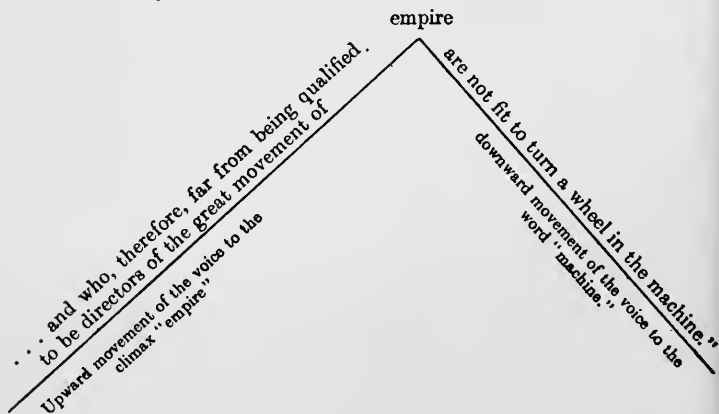 . . . and who, therefore, far from being qualified.
to be directors of the great movement of
Upward movement of the voice to the
climax "empire"
empire
are not fit to turn a wheel in the machine."
downward movement of the voice to the
word "machine."